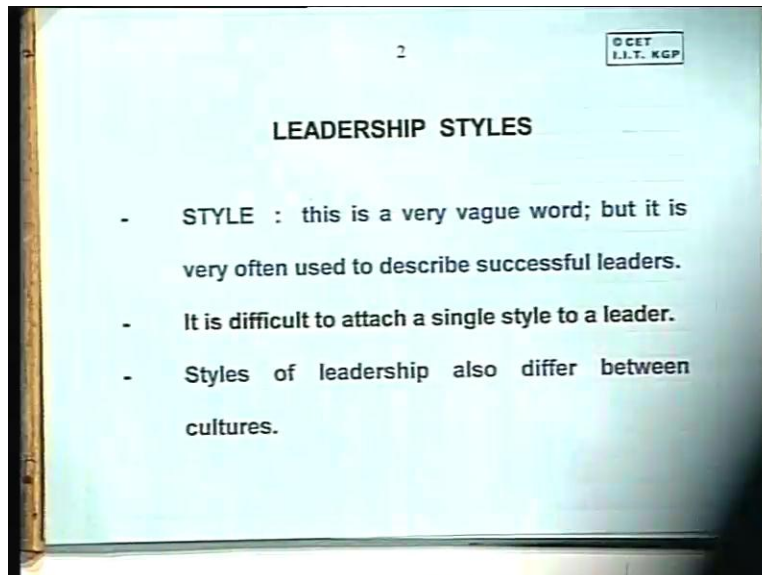 2
© CET
I.I.T. KGP
LEADERSHIP STYLES
- STYLE : this is a very vague word; but it is
very often used to describe successful leaders.
- It is difficult to attach a single style to a leader.
- Styles of leadership also differ between
cultures.